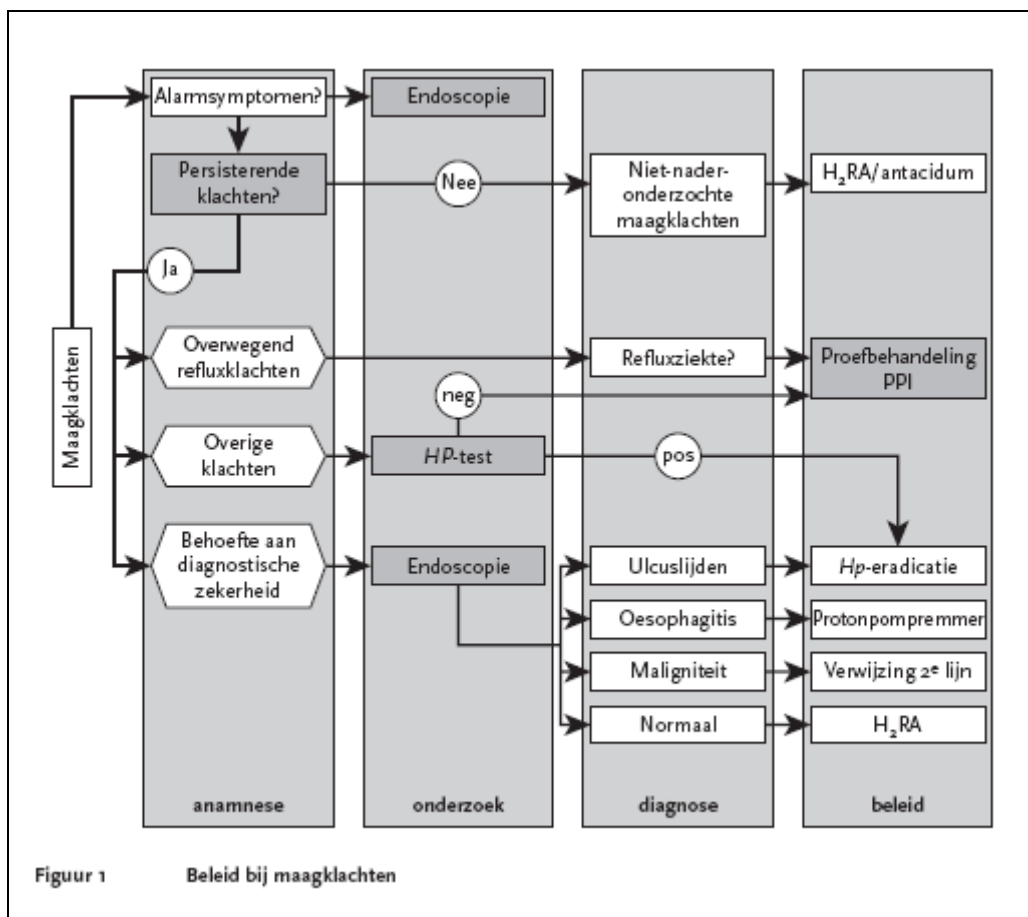 Maagklachten
Alarmsymptomen?
Endoscopie
Persisterende
klachten?
Nee
Niet-nader-
onderzochte
maagklachten
H₂RA/antacidum
Ja
Overwegend
refluxklachten
Refluxziekte?
Proefbehandeling
PPI
neg
Overige
klachten
HP-test
pos
Behoefte aan
diagnostische
zekerheid
Endoscopie
Ulcuslijden
Hp-eradicatie
Oesophagitis
Protonpompremmer
Maligniteit
Verwijzing 2ᵉ lijn
Normaal
H₂RA
anamnese
onderzoek
diagnose
beleid
Figuur 1 Beleid bij maagklachten